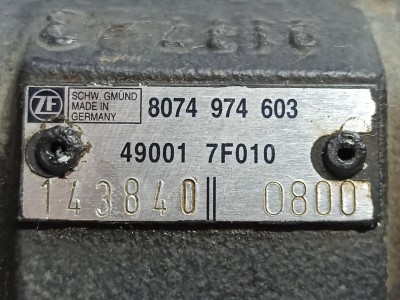 ZF
SCHW. GMÜND
MADE IN
GERMANY
8074 974 603
49001 7F010
143840 0800